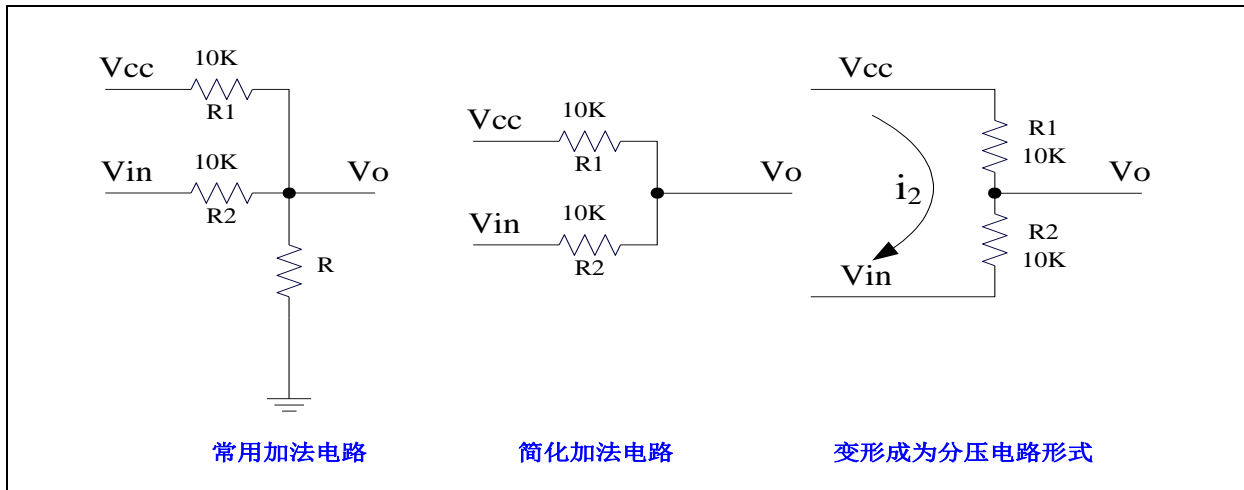 10K
Vcc
R1
10K
Vin
Vo
R2
R
常用加法电路
10K
Vcc
R1
Vo
10K
Vin
R2
简化加法电路
Vcc
R1
10K
Vo
i₂
R2
10K
Vin
变形成为分压电路形式